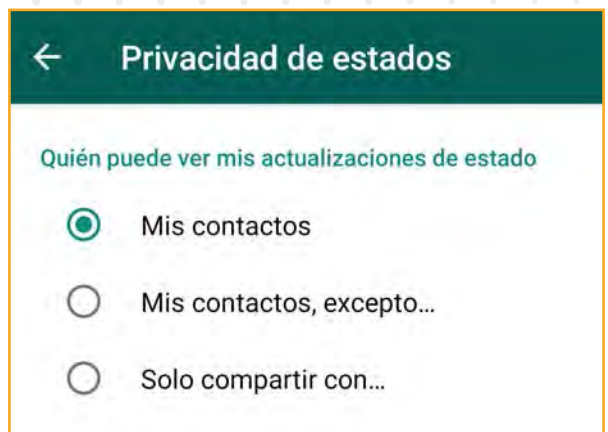 Privacidad de estados
Quién puede ver mis actualizaciones de estado
Mis contactos
Mis contactos, excepto...
Solo compartir con...